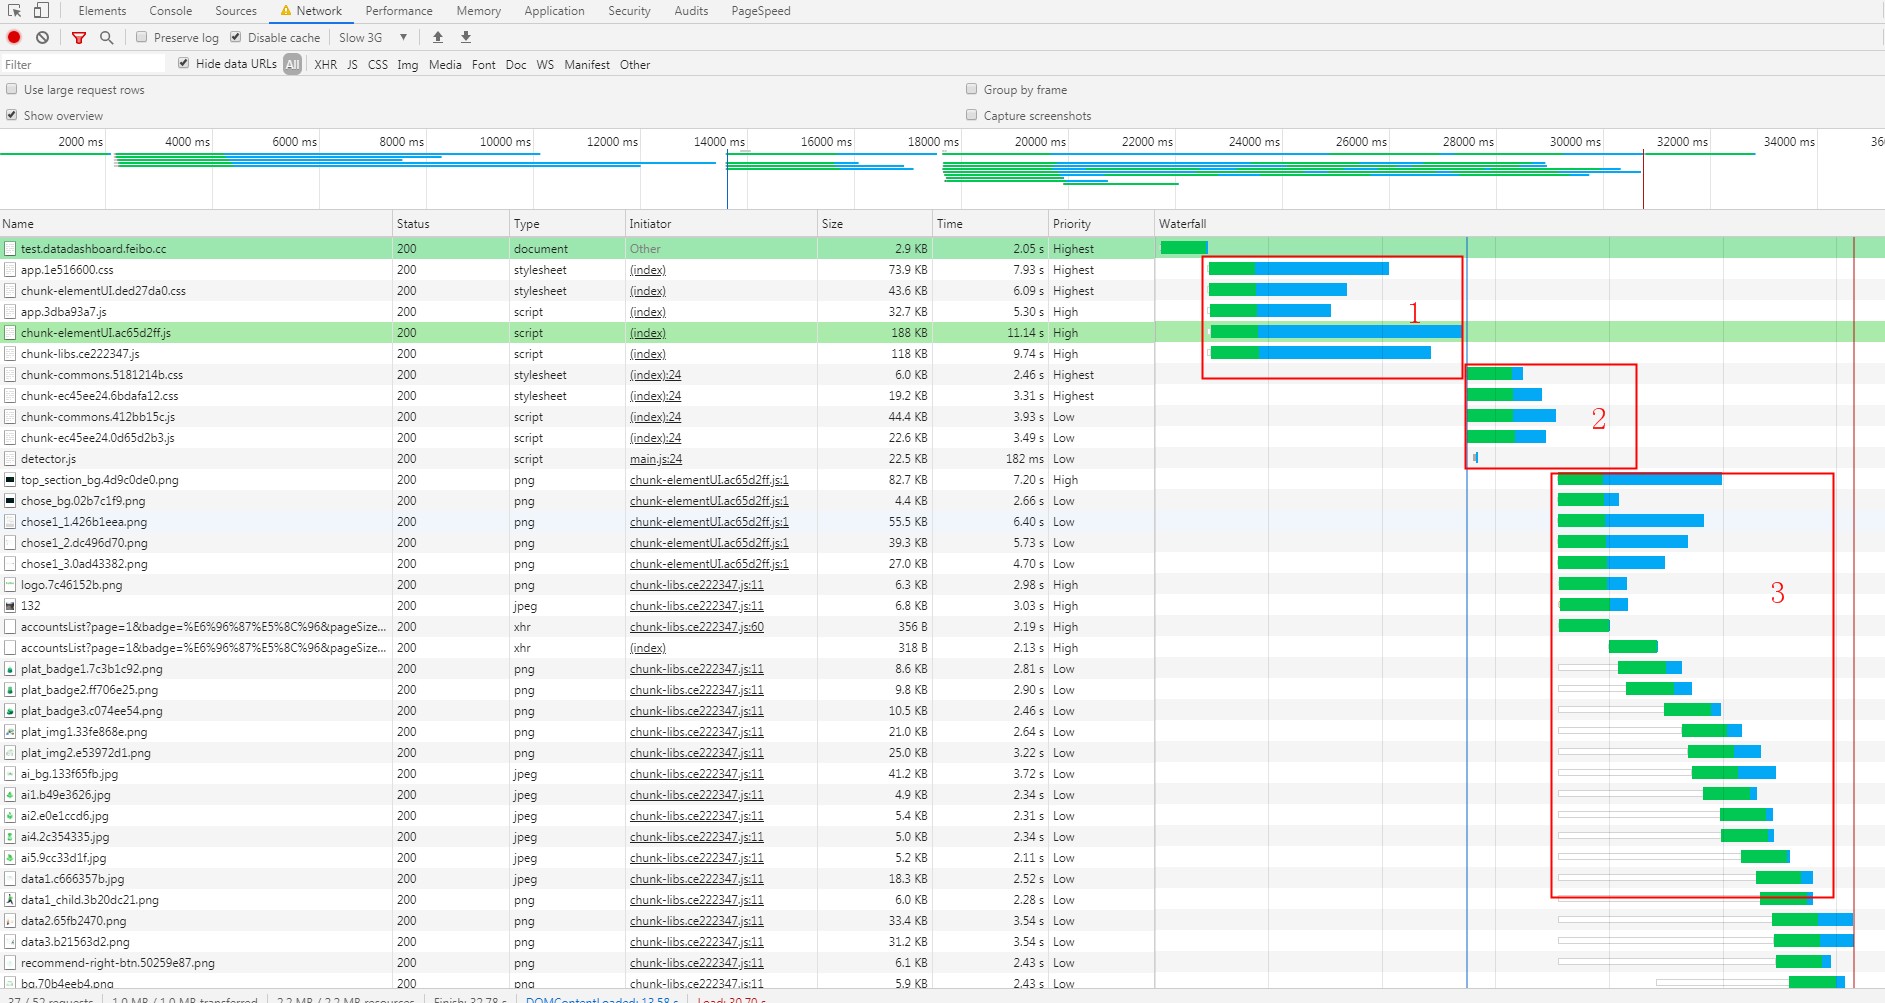 Elements Console Sources Network Performance Memory Application Security Audits PageSpeed
Preserve log Disable cache Slow 3G ▼
Filter Hide data URLs All XHR JS CSS Img Media Font Doc WS Manifest Other
Use large request rows Group by frame
Show overview Capture screenshots
2000 ms 4000 ms 6000 ms 8000 ms 10000 ms 12000 ms 14000 ms 16000 ms 18000 ms 20000 ms 22000 ms 24000 ms 26000 ms 28000 ms 30000 ms 32000 ms 34000 ms 36
Name Status Type Initiator Size Time Priority Waterfall
test.datadashboard.feibo.cc 200 document Other 2.9 KB 2.05 s Highest
app.1e516600.css 200 stylesheet (index) 73.9 KB 7.93 s Highest
chunk-elementUI.ded27da0.css 200 stylesheet (index) 43.6 KB 6.09 s Highest
app.3dba93a7.js 200 script (index) 32.7 KB 5.30 s High 1
chunk-elementUI.ac65d2ff.js 200 script (index) 188 KB 11.14 s High
chunk-libs.ce222347.js 200 script (index) 118 KB 9.74 s High
chunk-commons.5181214b.css 200 stylesheet (index):24 6.0 KB 2.46 s Highest
chunk-ec45ee24.6bdafa12.css 200 stylesheet (index):24 19.2 KB 3.31 s Highest
chunk-commons.412bb15c.js 200 script (index):24 44.4 KB 3.93 s Low 2
chunk-ec45ee24.0d65d2b3.js 200 script (index):24 22.6 KB 3.49 s Low
detector.js 200 script main.js:24 22.5 KB 182 ms Low
top_section_bg.4d9c0de0.png 200 png chunk-elementUI.ac65d2ff.js:1 82.7 KB 7.20 s High
chose_bg.02b7c1f9.png 200 png chunk-elementUI.ac65d2ff.js:1 4.4 KB 2.66 s Low
chose1_1.426b1eea.png 200 png chunk-elementUI.ac65d2ff.js:1 55.5 KB 6.40 s Low
chose1_2.dc496d70.png 200 png chunk-elementUI.ac65d2ff.js:1 39.3 KB 5.73 s Low
chose1_3.0ad43382.png 200 png chunk-elementUI.ac65d2ff.js:1 27.0 KB 4.70 s Low
logo.7c46152b.png 200 png chunk-libs.ce222347.js:11 6.3 KB 2.98 s High 3
132 200 jpeg chunk-libs.ce222347.js:11 6.8 KB 3.03 s High
accountsList?page=1&badge=%E6%96%87%E5%8C%96&pageSize... 200 xhr chunk-libs.ce222347.js:60 356 B 2.19 s High
accountsList?page=1&badge=%E6%96%87%E5%8C%96&pageSize... 200 xhr (index) 318 B 2.13 s High
plat_badge1.7c3b1c92.png 200 png chunk-libs.ce222347.js:11 8.6 KB 2.81 s Low
plat_badge2.ff706e25.png 200 png chunk-libs.ce222347.js:11 9.8 KB 2.90 s Low
plat_badge3.c074ee54.png 200 png chunk-libs.ce222347.js:11 10.5 KB 2.46 s Low
plat_img1.33fe868e.png 200 png chunk-libs.ce222347.js:11 21.0 KB 2.64 s Low
plat_img2.e53972d1.png 200 png chunk-libs.ce222347.js:11 25.0 KB 3.22 s Low
ai_bg.133f65fb.jpg 200 jpeg chunk-libs.ce222347.js:11 41.2 KB 3.72 s Low
ai1.b49e3626.jpg 200 jpeg chunk-libs.ce222347.js:11 4.9 KB 2.34 s Low
ai2.e0e1ccd6.jpg 200 jpeg chunk-libs.ce222347.js:11 5.4 KB 2.31 s Low
ai4.2c354335.jpg 200 jpeg chunk-libs.ce222347.js:11 5.0 KB 2.34 s Low
ai5.9cc33d1f.jpg 200 jpeg chunk-libs.ce222347.js:11 5.2 KB 2.11 s Low
data1.c666357b.jpg 200 jpeg chunk-libs.ce222347.js:11 18.3 KB 2.52 s Low
data1_child.3b20dc21.png 200 png chunk-libs.ce222347.js:11 6.0 KB 2.28 s Low
data2.65fb2470.png 200 png chunk-libs.ce222347.js:11 33.4 KB 3.54 s Low
data3.b21563d2.png 200 png chunk-libs.ce222347.js:11 31.2 KB 3.54 s Low
recommend-right-btn.50259e87.png 200 png chunk-libs.ce222347.js:11 6.1 KB 2.43 s Low
bg.70b4eeb4.png 200 png chunk-libs.ce222347.js:11 5.9 KB 2.43 s Low
37 / 52 requests 1.0 MB / 1.0 MB transferred 2.2 MB / 2.2 MB resources Finish: 32.78 s DOMContentLoaded: 13.58 s Load: 30.70 s